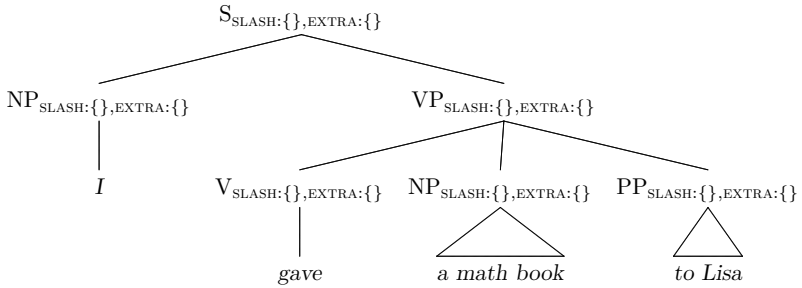 S SLASH:{},EXTRA:{}
NP SLASH:{},EXTRA:{} VP SLASH:{},EXTRA:{}
I V SLASH:{},EXTRA:{} NP SLASH:{},EXTRA:{} PP SLASH:{},EXTRA:{}
gave a math book to Lisa